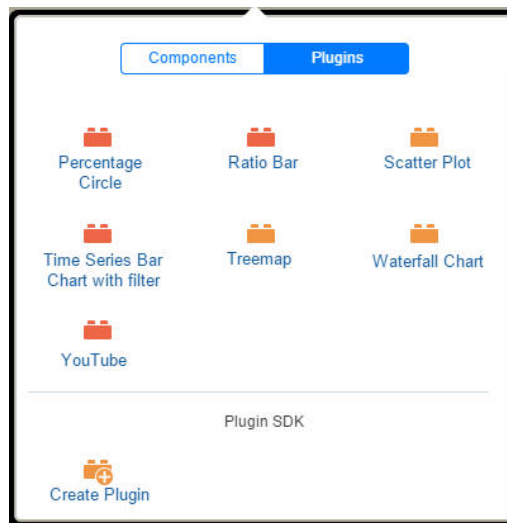 Components Plugins
Percentage
Circle
Ratio Bar
Scatter Plot
Time Series Bar
Chart with filter
Treemap
Waterfall Chart
YouTube
Plugin SDK
Create Plugin